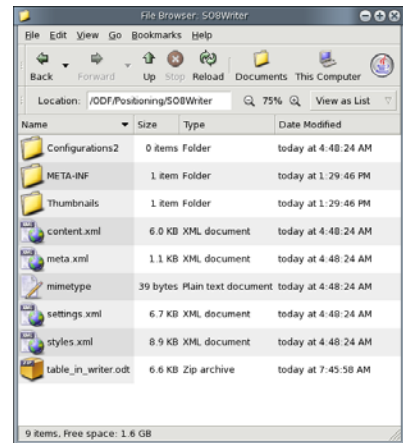 File Browser: SO8Writer
File Edit View Go Bookmarks Help
Back Forward Up Stop Reload Documents This Computer
Location: /ODF/Positioning/SO8Writer 75% View as List
Name Size Type Date Modified
Configurations2 0 items Folder today at 4:48:24 AM
META-INF 1 item Folder today at 1:29:46 PM
Thumbnails 1 item Folder today at 1:29:46 PM
content.xml 6.0 KB XML document today at 4:48:24 AM
meta.xml 1.1 KB XML document today at 4:48:24 AM
mimetype 39 bytes Plain text document today at 4:48:24 AM
settings.xml 6.7 KB XML document today at 4:48:24 AM
styles.xml 8.9 KB XML document today at 4:48:24 AM
table_in_writer.odt 6.6 KB Zip archive today at 7:45:58 AM
9 items, Free space: 1.6 GB